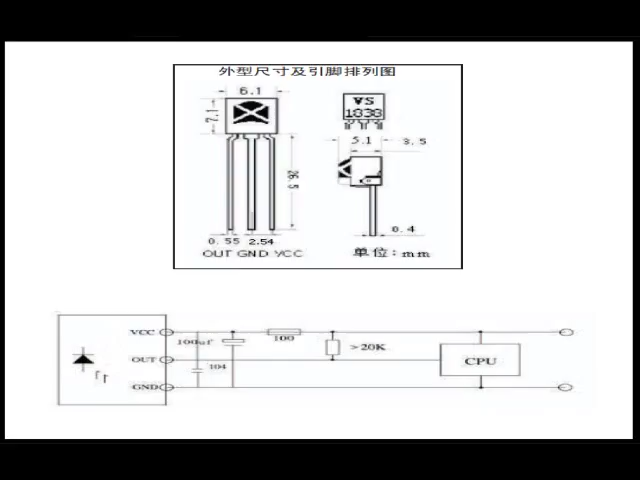 外型尺寸及引脚排列图
6.1
7.1
VS
1838
5.1
3.5
26.5
0.55
2.54
0.4
OUT GND VCC
单位:mm
VCC
100
100uf
>20K
OUT
104
CPU
GND